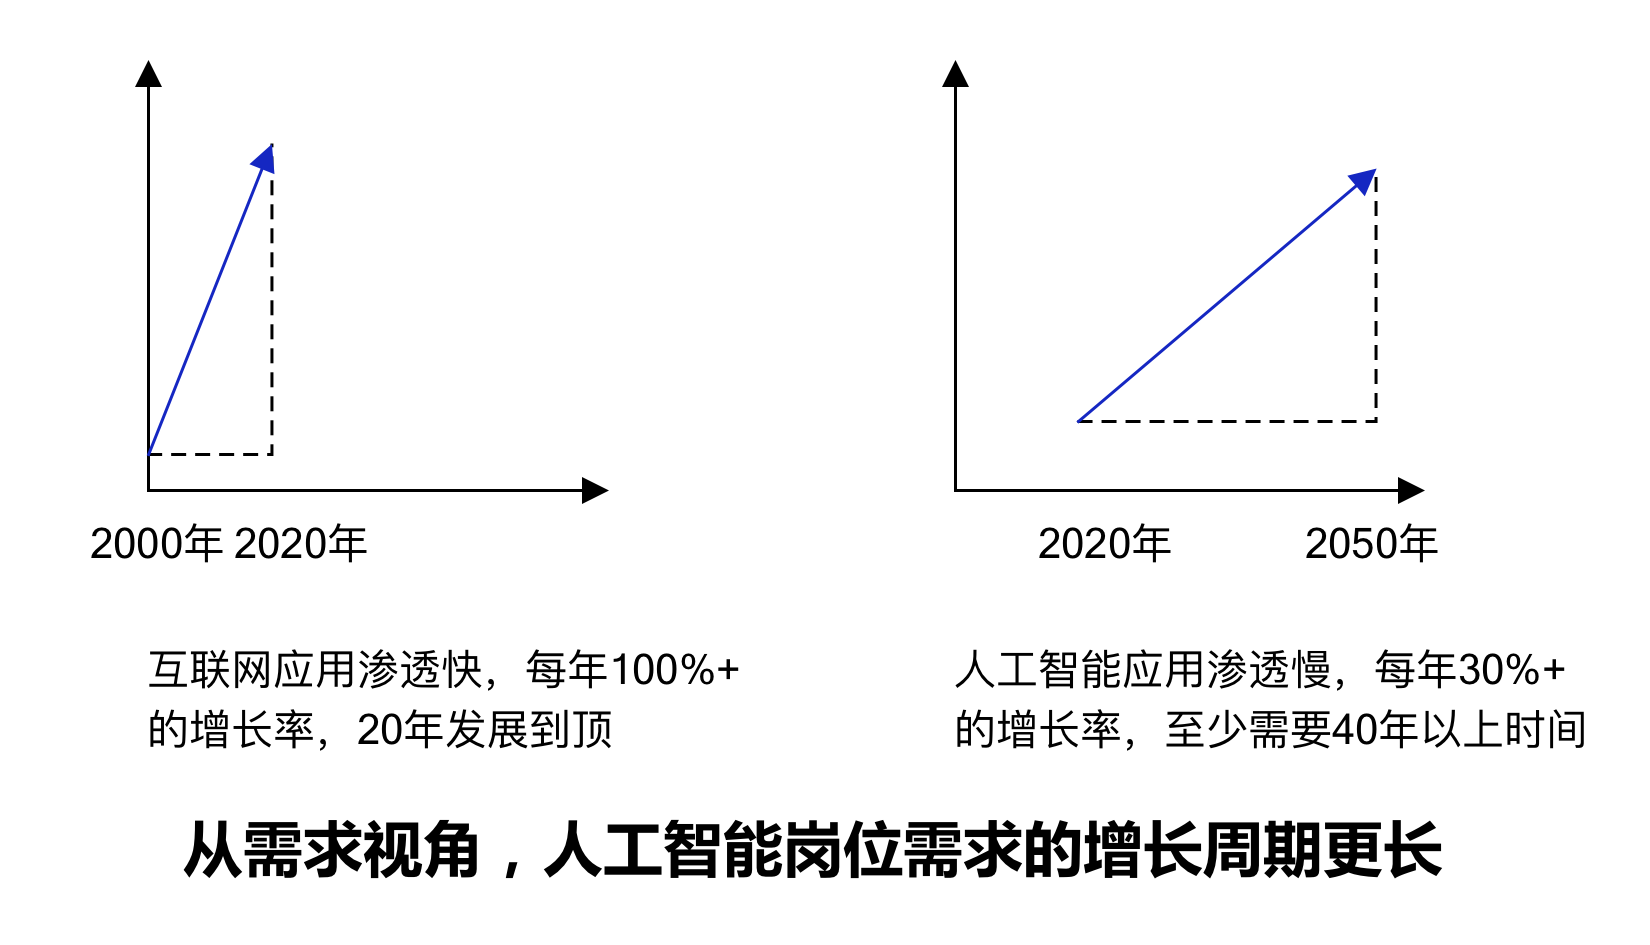 2000年 2020年
2020年 2050年
互联网应用渗透快，每年100%+
的增长率，20年发展到顶
人工智能应用渗透慢，每年30%+
的增长率，至少需要40年以上时间
从需求视角，人工智能岗位需求的增长周期更长